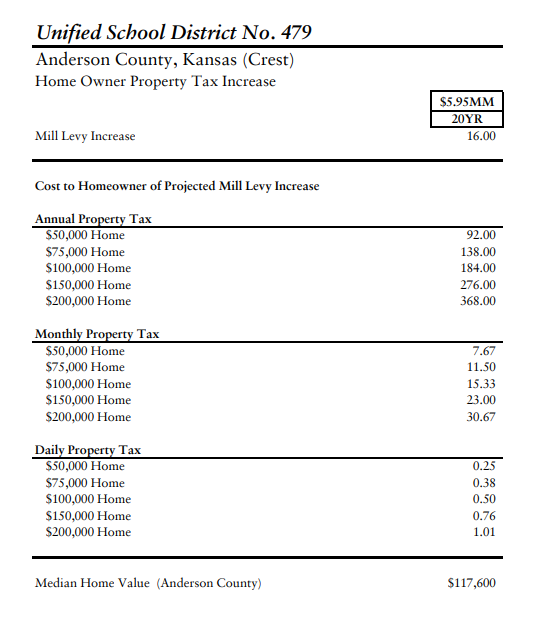 Unified School District No. 479
Anderson County, Kansas (Crest)
Home Owner Property Tax Increase
$5.95MM
20YR
Mill Levy Increase 16.00
Cost to Homeowner of Projected Mill Levy Increase
Annual Property Tax
$50,000 Home 92.00
$75,000 Home 138.00
$100,000 Home 184.00
$150,000 Home 276.00
$200,000 Home 368.00
Monthly Property Tax
$50,000 Home 7.67
$75,000 Home 11.50
$100,000 Home 15.33
$150,000 Home 23.00
$200,000 Home 30.67
Daily Property Tax
$50,000 Home 0.25
$75,000 Home 0.38
$100,000 Home 0.50
$150,000 Home 0.76
$200,000 Home 1.01
Median Home Value (Anderson County) $117,600